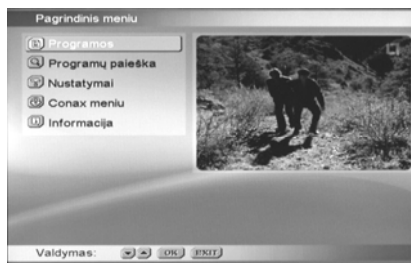 Pagrindinis meniu
Programos
Programų paieška
Nustatymai
Conax meniu
Informacija
Valdymas: OK EXIT